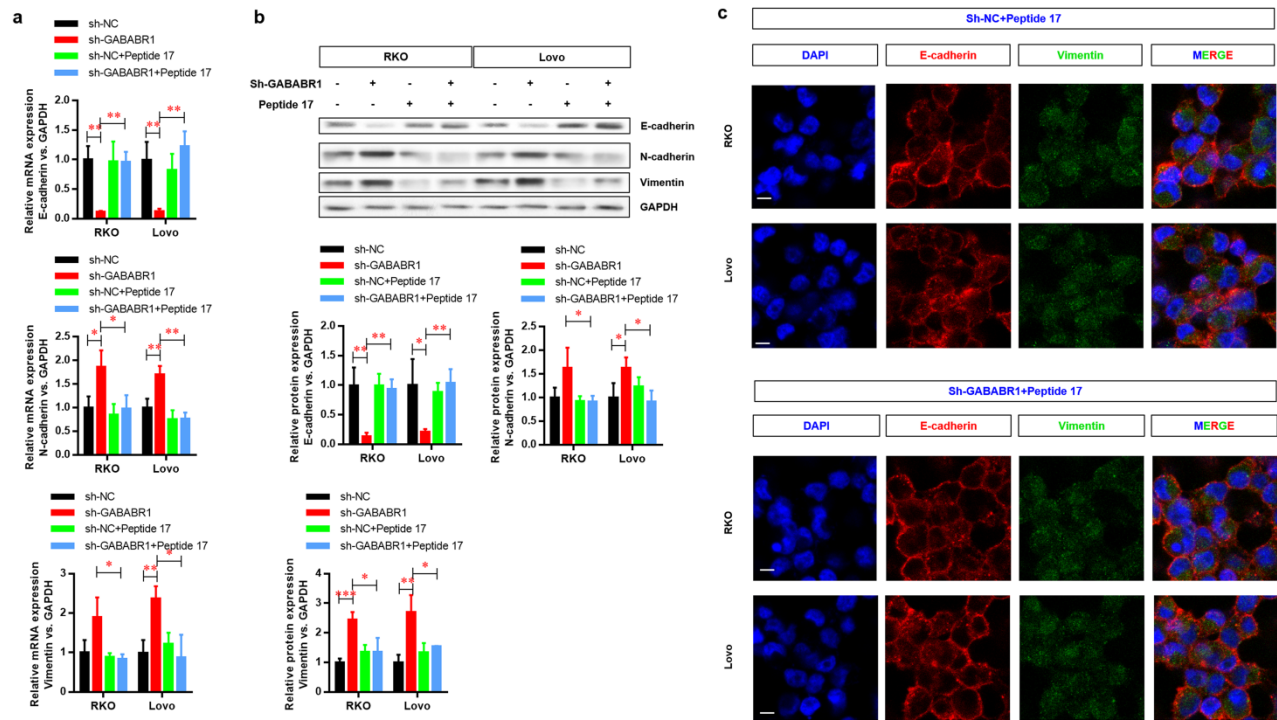 a
sh-NC
sh-GABABR1
sh-NC+Peptide 17
sh-GABABR1+Peptide 17
Relative mRNA expression
E-cadherin vs. GAPDH
2.0
1.5
1.0
0.5
0.0
** ** ** **
RKO Lovo
sh-NC
sh-GABABR1
sh-NC+Peptide 17
sh-GABABR1+Peptide 17
Relative mRNA expression
N-cadherin vs. GAPDH
2.5
2.0
1.5
1.0
0.5
0.0
* * ** **
RKO Lovo
sh-NC
sh-GABABR1
sh-NC+Peptide 17
sh-GABABR1+Peptide 17
Relative mRNA expression
Vimentin vs. GAPDH
3
2
1
0
* ** *
RKO Lovo
b
RKO Lovo
Sh-GABABR1 - + - + - + - +
Peptide 17 - - + + - - + +
E-cadherin
N-cadherin
Vimentin
GAPDH
sh-NC
sh-GABABR1
sh-NC+Peptide 17
sh-GABABR1+Peptide 17
Relative protein expression
E-cadherin vs. GAPDH
2.0
1.5
1.0
0.5
0.0
** ** * **
RKO Lovo
sh-NC
sh-GABABR1
sh-NC+Peptide 17
sh-GABABR1+Peptide 17
Relative protein expression
N-cadherin vs. GAPDH
2.5
2.0
1.5
1.0
0.5
0.0
* * *
RKO Lovo
sh-NC
sh-GABABR1
sh-NC+Peptide 17
sh-GABABR1+Peptide 17
Relative protein expression
Vimentin vs. GAPDH
4
3
2
1
0
*** * ** *
RKO Lovo
c
Sh-NC+Peptide 17
DAPI E-cadherin Vimentin MERGE
RKO
Lovo
Sh-GABABR1+Peptide 17
DAPI E-cadherin Vimentin MERGE
RKO
Lovo